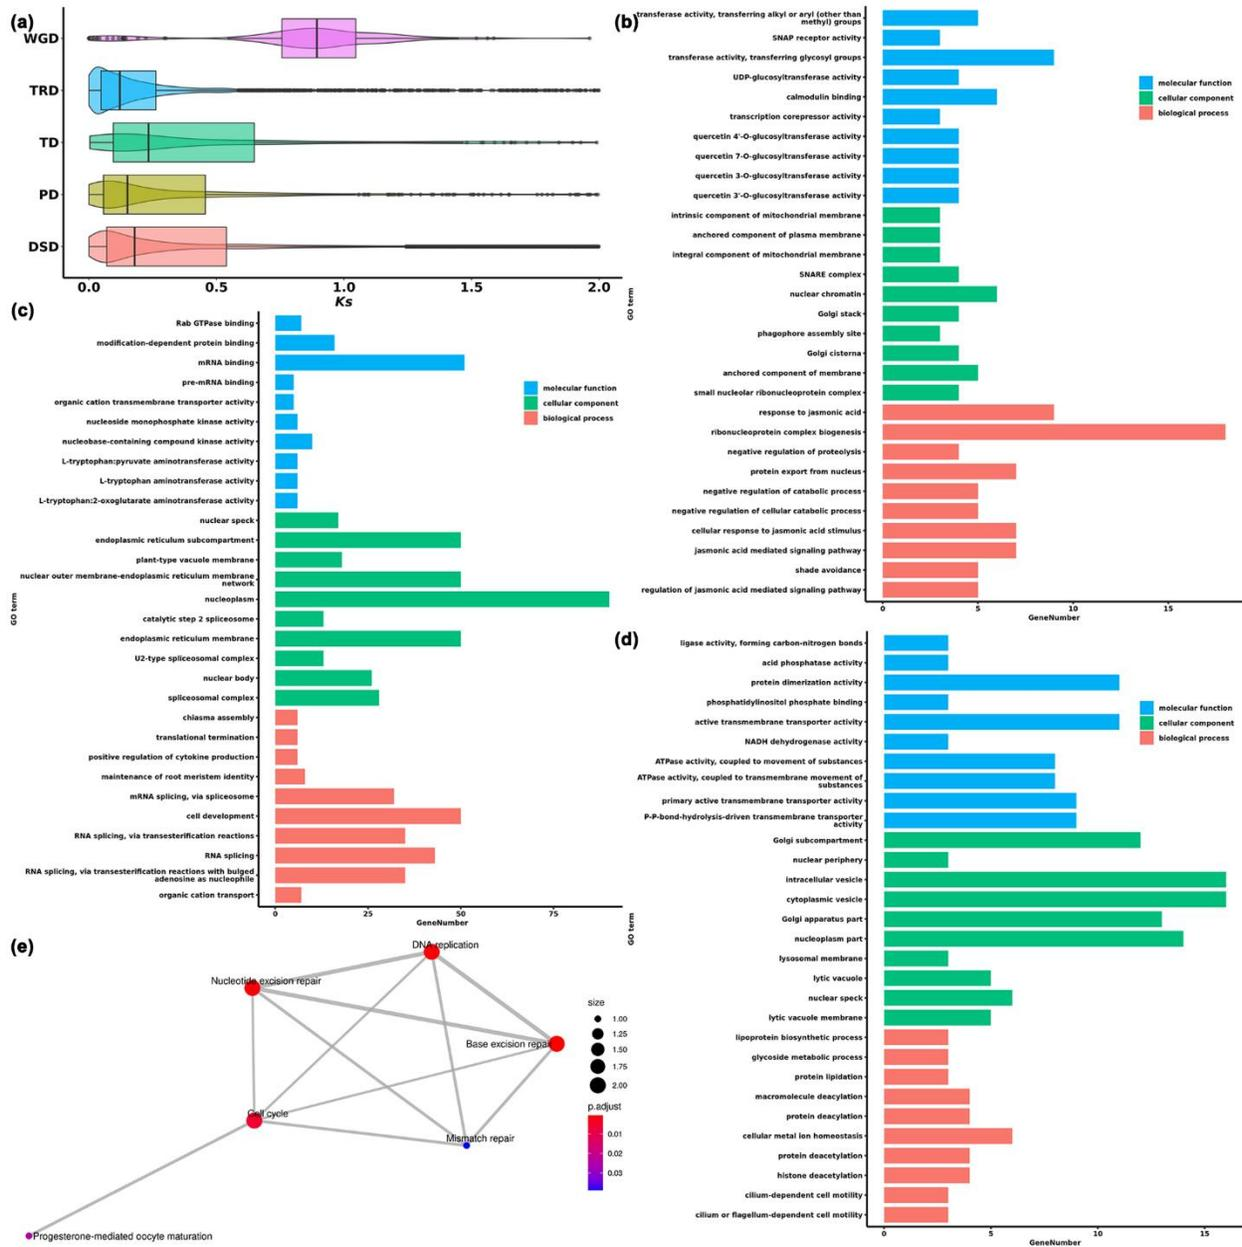 (a)
WGD
TRD
TD
PD
DSD
0.0 0.5 1.0 1.5 2.0
Ks
(b)
transferase activity, transferring alkyl or aryl (other than
methyl) groups
SNAP receptor activity
transferase activity, transferring glycosyl groups
UDP-glucosyltransferase activity
calmodulin binding
transcription corepressor activity
quercetin 4'-O-glucosyltransferase activity
quercetin 7-O-glucosyltransferase activity
quercetin 3-O-glucosyltransferase activity
quercetin 3'-O-glucosyltransferase activity
intrinsic component of mitochondrial membrane
anchored component of plasma membrane
integral component of mitochondrial membrane
SNARE complex
nuclear chromatin
Golgi stack
phagophore assembly site
Golgi cisterna
anchored component of membrane
small nucleolar ribonucleoprotein complex
response to jasmonic acid
ribonucleoprotein complex biogenesis
negative regulation of proteolysis
protein export from nucleus
negative regulation of catabolic process
negative regulation of cellular catabolic process
cellular response to jasmonic acid stimulus
jasmonic acid mediated signaling pathway
shade avoidance
regulation of jasmonic acid mediated signaling pathway
GO term
molecular function
cellular component
biological process
0 5 10 15
GeneNumber
(c)
Rab GTPase binding
modification-dependent protein binding
mRNA binding
pre-mRNA binding
organic cation transmembrane transporter activity
nucleoside monophosphate kinase activity
nucleobase-containing compound kinase activity
L-tryptophan:pyruvate aminotransferase activity
L-tryptophan aminotransferase activity
L-tryptophan:2-oxoglutarate aminotransferase activity
nuclear speck
endoplasmic reticulum subcompartment
plant-type vacuole membrane
nuclear outer membrane-endoplasmic reticulum membrane
network
nucleoplasm
catalytic step 2 spliceosome
endoplasmic reticulum membrane
U2-type spliceosomal complex
nuclear body
spliceosomal complex
chiasma assembly
translational termination
positive regulation of cytokine production
maintenance of root meristem identity
mRNA splicing, via spliceosome
cell development
RNA splicing, via transesterification reactions
RNA splicing
RNA splicing, via transesterification reactions with bulged
adenosine as nucleophile
organic cation transport
GO term
molecular function
cellular component
biological process
0 25 50 75
GeneNumber
(d)
ligase activity, forming carbon-nitrogen bonds
acid phosphatase activity
protein dimerization activity
phosphatidylinositol phosphate binding
active transmembrane transporter activity
NADH dehydrogenase activity
ATPase activity, coupled to movement of substances
ATPase activity, coupled to transmembrane movement of
substances
primary active transmembrane transporter activity
P-P-bond-hydrolysis-driven transmembrane transporter
activity
Golgi subcompartment
nuclear periphery
intracellular vesicle
cytoplasmic vesicle
Golgi apparatus part
nucleoplasm part
lysosomal membrane
lytic vacuole
nuclear speck
lytic vacuole membrane
lipoprotein biosynthetic process
glycoside metabolic process
protein lipidation
macromolecule deacylation
protein deacylation
cellular metal ion homeostasis
protein deacetylation
histone deacetylation
cilium-dependent cell motility
cilium or flagellum-dependent cell motility
GO term
molecular function
cellular component
biological process
0 5 10 15
GeneNumber
(e)
DNA replication
Nucleotide excision repair
Base excision repair
Cell cycle
Mismatch repair
Progesterone-mediated oocyte maturation
size
1.00
1.25
1.50
1.75
2.00
p.adjust
0.01
0.02
0.03